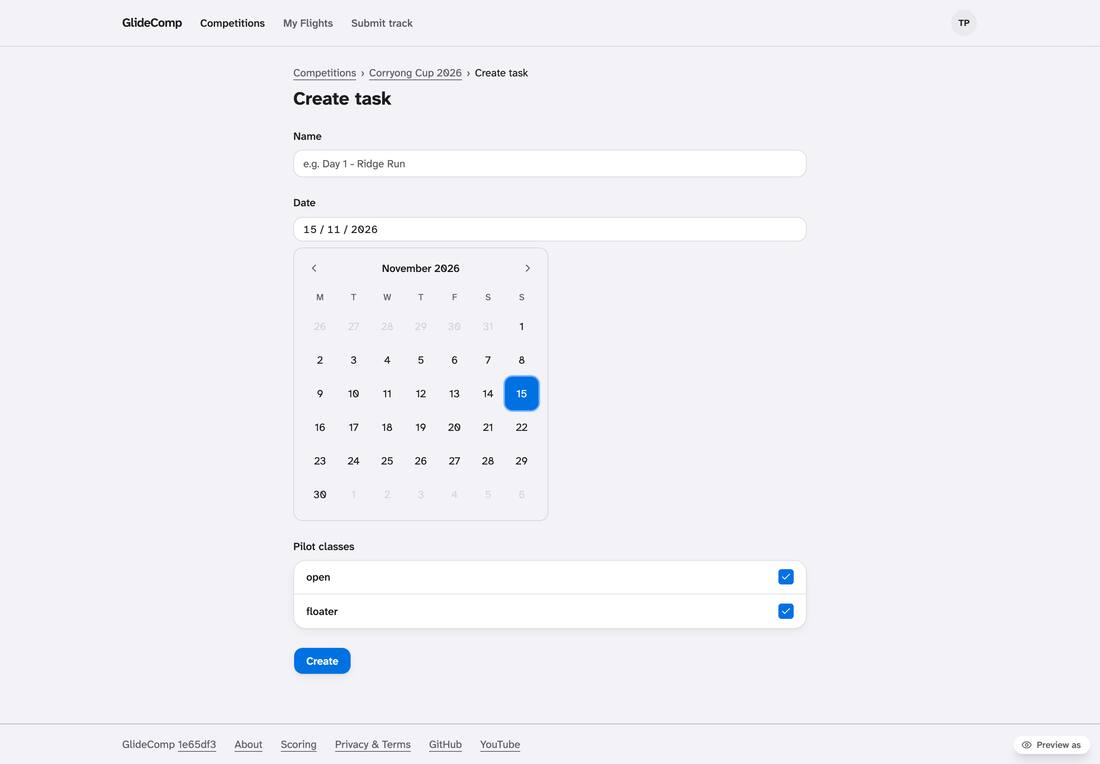 GlideComp Competitions My Flights Submit track TP
Competitions › Corryong Cup 2026 › Create task
Create task
Name
e.g. Day 1 - Ridge Run
Date
15 / 11 / 2026
November 2026
M T W T F S S
26 27 28 29 30 31 1
2 3 4 5 6 7 8
9 10 11 12 13 14 15
16 17 18 19 20 21 22
23 24 25 26 27 28 29
30 1 2 3 4 5 6
Pilot classes
open
floater
Create
GlideComp 1e65df3 About Scoring Privacy & Terms GitHub YouTube Preview as